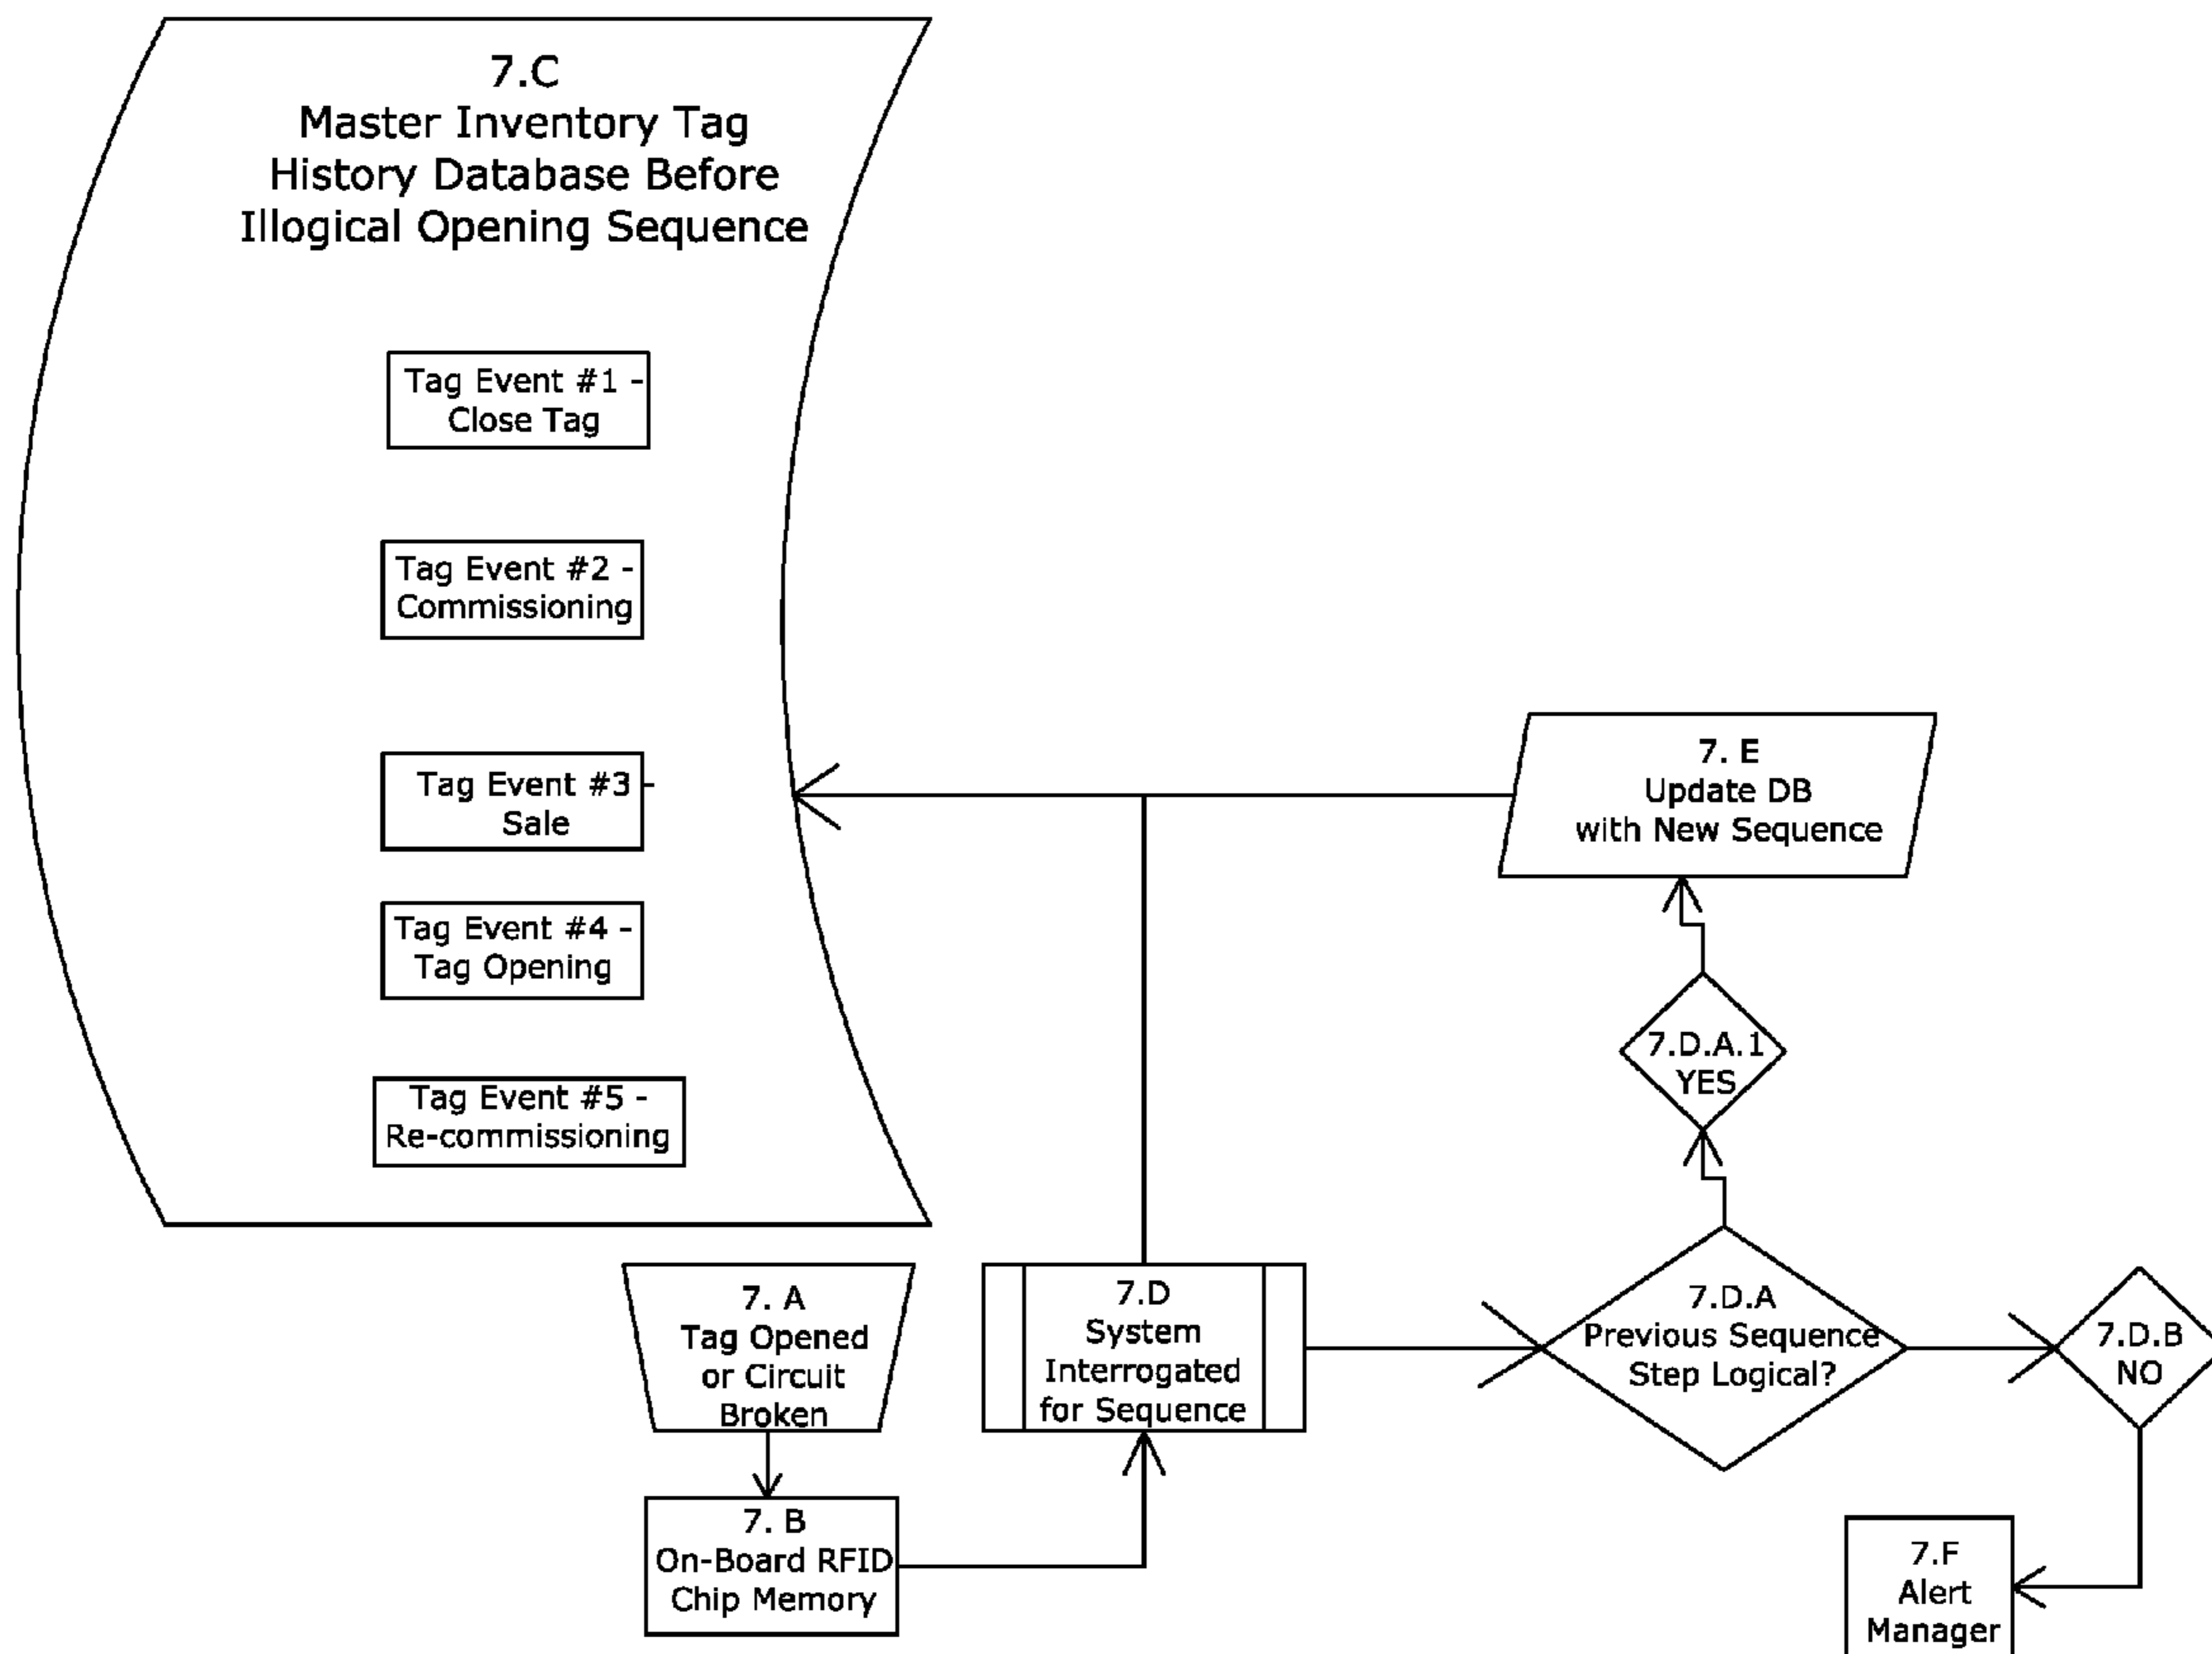 7.C
Master Inventory Tag
History Database Before
Illogical Opening Sequence
Tag Event #1 -
Close Tag
Tag Event #2 -
Commissioning
Tag Event #3 -
Sale
Tag Event #4 -
Tag Opening
Tag Event #5 -
Re-commissioning
7. E
Update DB
with New Sequence
7.D.A.1
YES
7. A
Tag Opened
or Circuit
Broken
7.D
System
Interrogated
for Sequence
7.D.A
Previous Sequence
Step Logical?
7.D.B
NO
7. B
On-Board RFID
Chip Memory
7.F
Alert
Manager